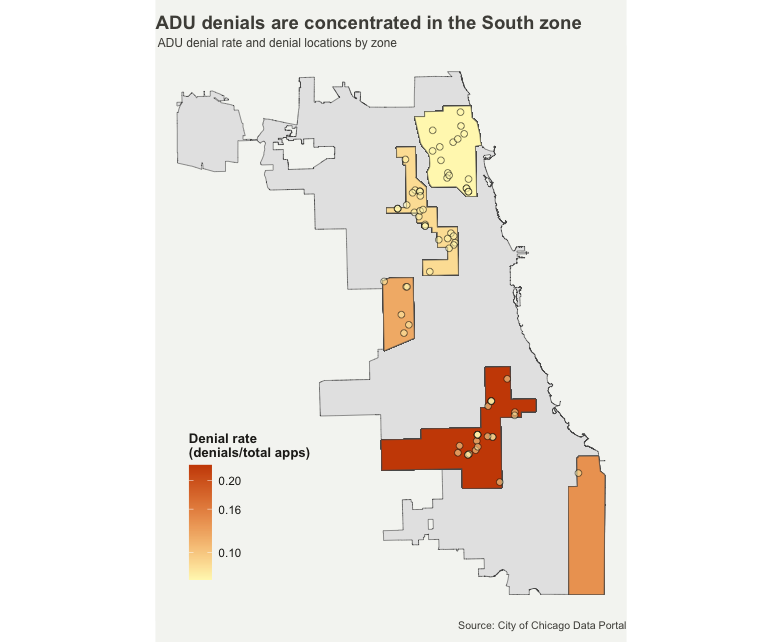 ADU denials are concentrated in the South zone
ADU denial rate and denial locations by zone
Denial rate
(denials/total apps)
0.20
0.16
0.10
Source: City of Chicago Data Portal